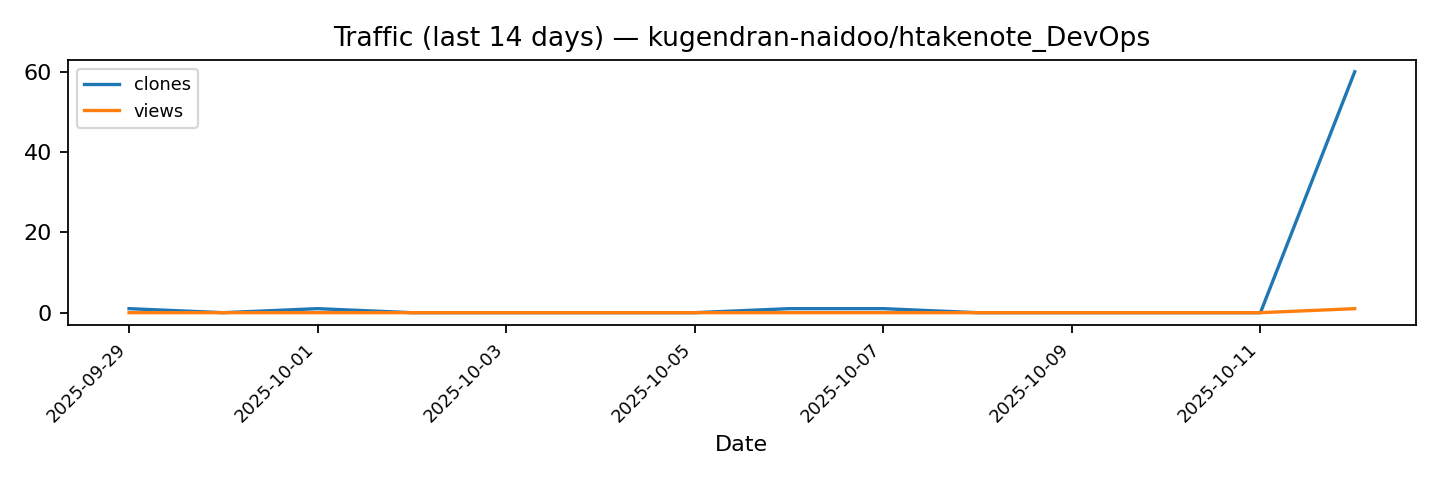 Traffic (last 14 days) — kugendran-naidoo/htakenote_DevOps
clones
views
60
40
20
0
2025-09-29
2025-10-01
2025-10-03
2025-10-05
2025-10-07
2025-10-09
2025-10-11
Date